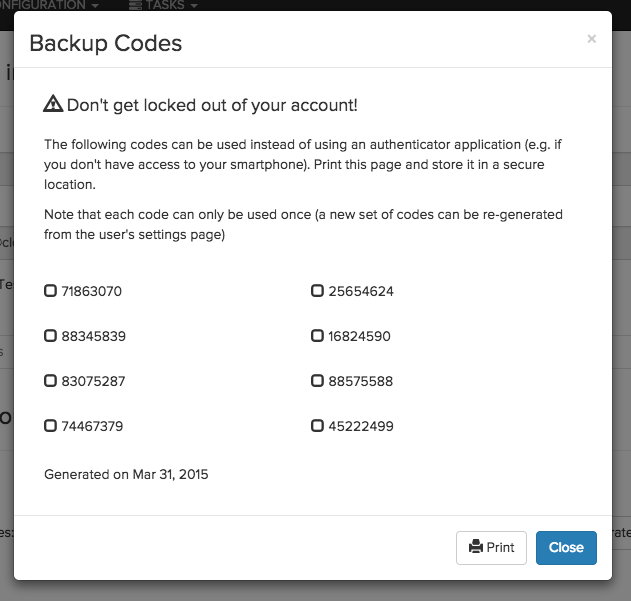 TASKS
Backup Codes
×
Don't get locked out of your account!
The following codes can be used instead of using an authenticator application (e.g. if
you don't have access to your smartphone). Print this page and store it in a secure
location.
Note that each code can only be used once (a new set of codes can be re-generated
from the user's settings page)
71863070 25654624
88345839 16824590
83075287 88575588
74467379 45222499
Generated on Mar 31, 2015
Print Close